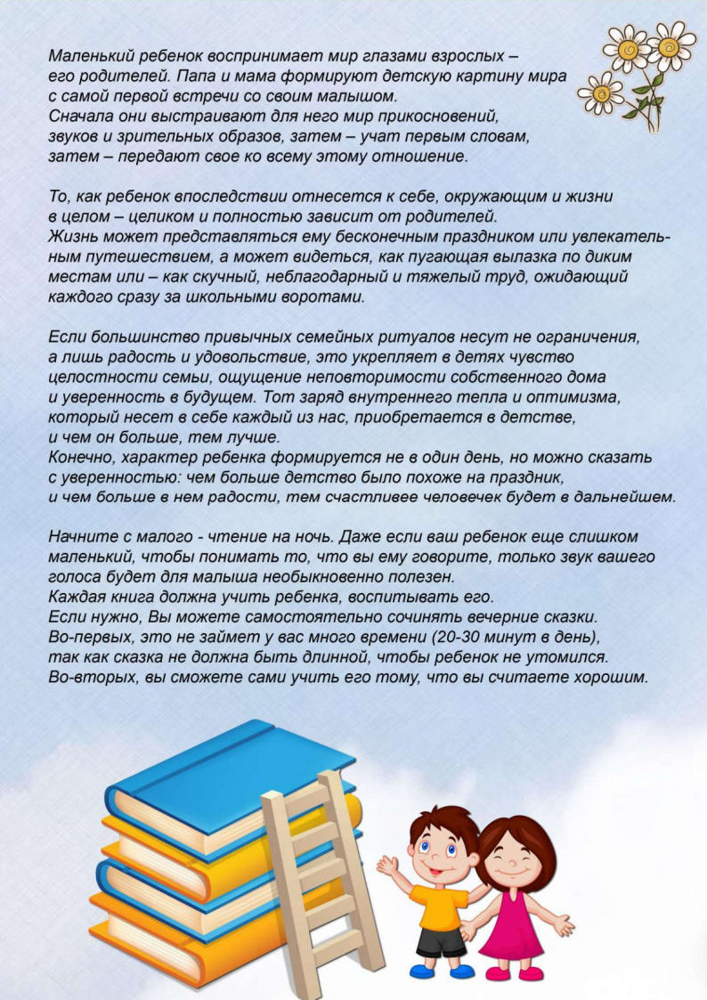 Маленький ребенок воспринимает мир глазами взрослых –
его родителей. Папа и мама формируют детскую картину мира
с самой первой встречи со своим малышом.
Сначала они выстраивают для него мир прикосновений,
звуков и зрительных образов, затем – учат первым словам,
затем – передают свое ко всему этому отношение.
То, как ребенок впоследствии отнесется к себе, окружающим и жизни
в целом – целиком и полностью зависит от родителей.
Жизнь может представляться ему бесконечным праздником или увлекатель-
ным путешествием, а может видеться, как пугающая вылазка по диким
местам или – как скучный, неблагодарный и тяжелый труд, ожидающий
каждого сразу за школьными воротами.
Если большинство привычных семейных ритуалов несут не ограничения,
а лишь радость и удовольствие, это укрепляет в детях чувство
целостности семьи, ощущение неповторимости собственного дома
и уверенность в будущем. Тот заряд внутреннего тепла и оптимизма,
который несет в себе каждый из нас, приобретается в детстве,
и чем он больше, тем лучше.
Конечно, характер ребенка формируется не в один день, но можно сказать
с уверенностью: чем больше детство было похоже на праздник,
и чем больше в нем радости, тем счастливее человечек будет в дальнейшем.
Начните с малого - чтение на ночь. Даже если ваш ребенок еще слишком
маленький, чтобы понимать то, что вы ему говорите, только звук вашего
голоса будет для малыша необыкновенно полезен.
Каждая книга должна учить ребенка, воспитывать его.
Если нужно, Вы можете самостоятельно сочинять вечерние сказки.
Во-первых, это не займет у вас много времени (20-30 минут в день),
так как сказка не должна быть длинной, чтобы ребенок не утомился.
Во-вторых, вы сможете сами учить его тому, что вы считаете хорошим.